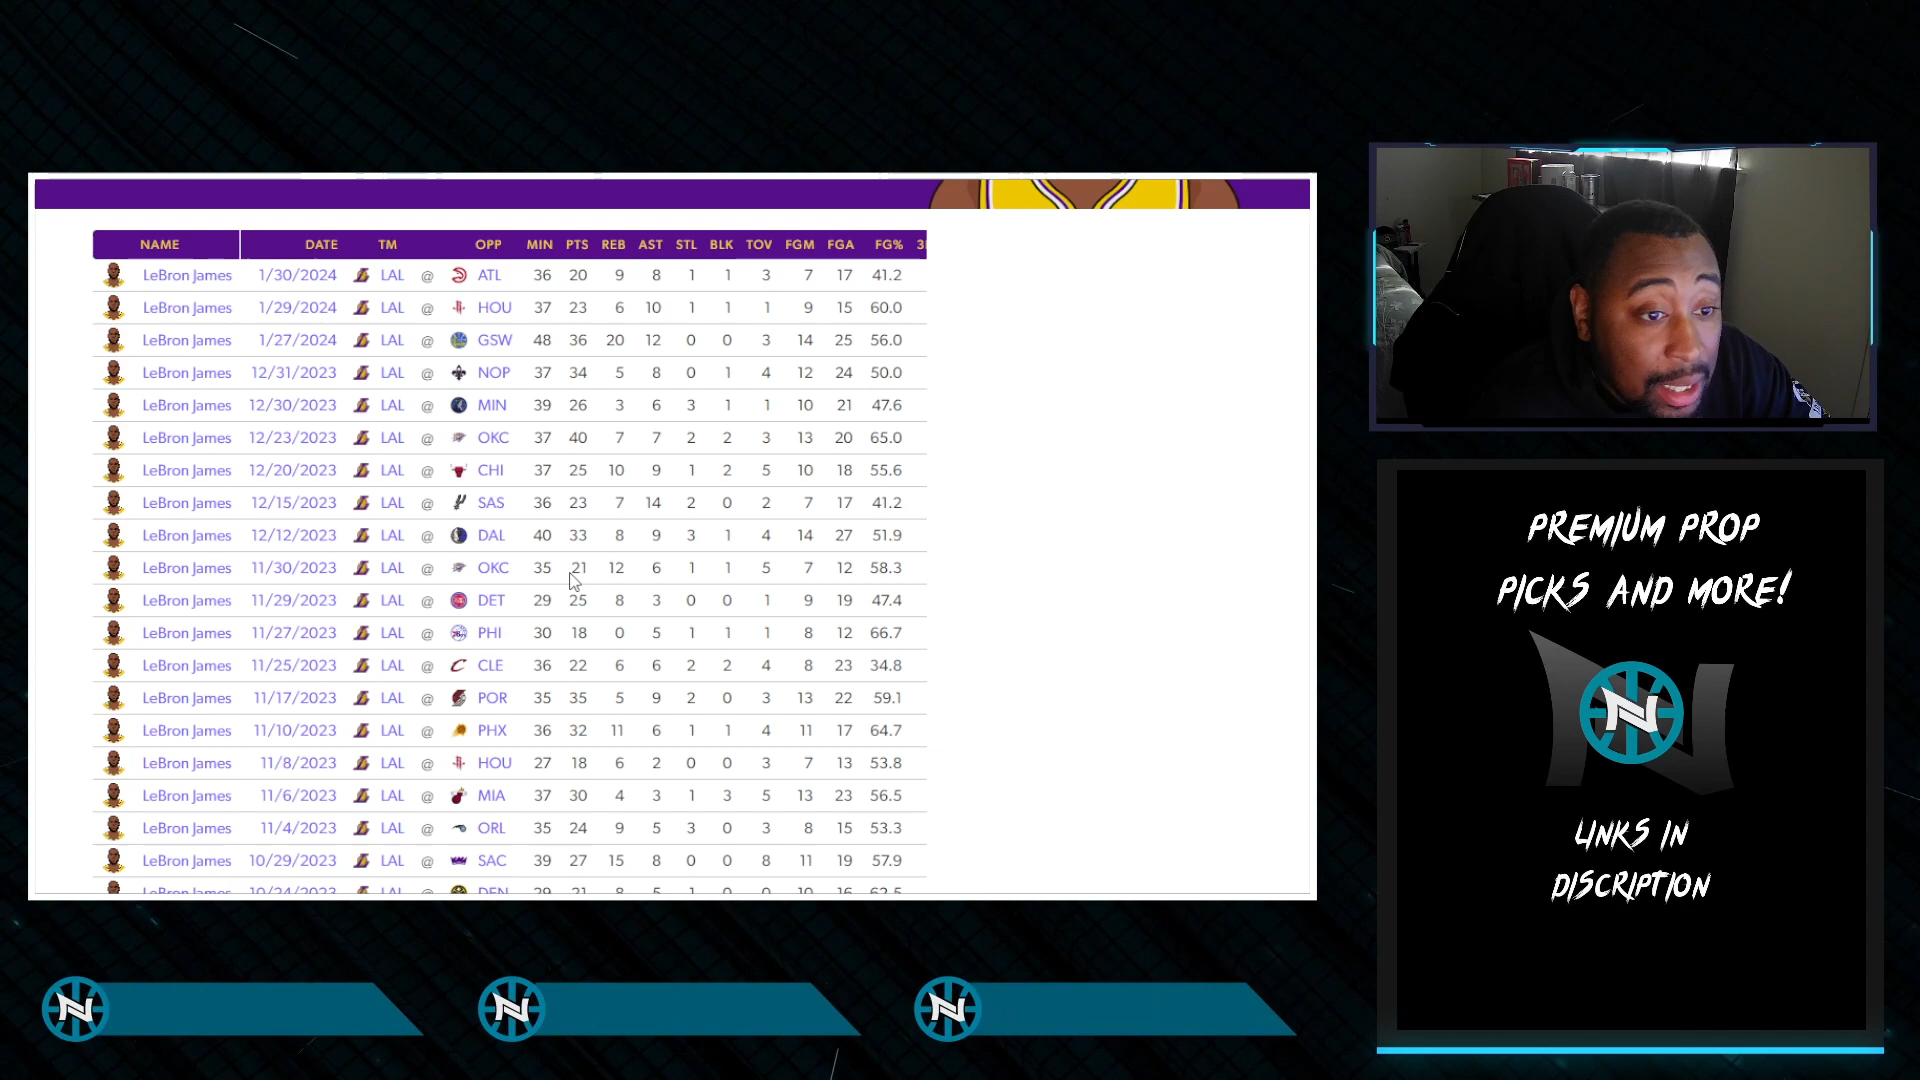 NAME DATE TM OPP MIN PTS REB AST STL BLK TOV FGM FGA FG%
LeBron James 1/30/2024 LAL @ ATL 36 20 9 8 1 1 3 7 17 41.2
LeBron James 1/29/2024 LAL @ HOU 37 23 6 10 1 1 1 9 15 60.0
LeBron James 1/27/2024 LAL @ GSW 48 36 20 12 0 0 3 14 25 56.0
LeBron James 12/31/2023 LAL @ NOP 37 34 5 8 0 1 4 12 24 50.0
LeBron James 12/30/2023 LAL @ MIN 39 26 3 6 3 1 1 10 21 47.6
LeBron James 12/23/2023 LAL @ OKC 37 40 7 7 2 2 3 13 20 65.0
LeBron James 12/20/2023 LAL @ CHI 37 25 10 9 1 2 5 10 18 55.6
LeBron James 12/15/2023 LAL @ SAS 36 23 7 14 2 0 2 7 17 41.2
LeBron James 12/12/2023 LAL @ DAL 40 33 8 9 3 1 4 14 27 51.9
LeBron James 11/30/2023 LAL @ OKC 35 21 12 6 1 1 5 7 12 58.3
LeBron James 11/29/2023 LAL @ DET 29 25 8 3 0 0 1 9 19 47.4
LeBron James 11/27/2023 LAL @ PHI 30 18 0 5 1 1 1 8 12 66.7
LeBron James 11/25/2023 LAL @ CLE 36 22 6 6 2 2 4 8 23 34.8
LeBron James 11/17/2023 LAL @ POR 35 35 5 9 2 0 3 13 22 59.1
LeBron James 11/10/2023 LAL @ PHX 36 32 11 6 1 1 4 11 17 64.7
LeBron James 11/8/2023 LAL @ HOU 27 18 6 2 0 0 3 7 13 53.8
LeBron James 11/6/2023 LAL @ MIA 37 30 4 3 1 3 5 13 23 56.5
LeBron James 11/4/2023 LAL @ ORL 35 24 9 5 3 0 3 8 15 53.3
LeBron James 10/29/2023 LAL @ SAC 39 27 15 8 0 0 8 11 19 57.9
LeBron James 10/24/2023 LAL @ DEN 29 21 8 5 1 0 0 10 16 62.5
PREMIUM PROP
PICKS AND MORE!
LINKS IN
DISCRIPTION